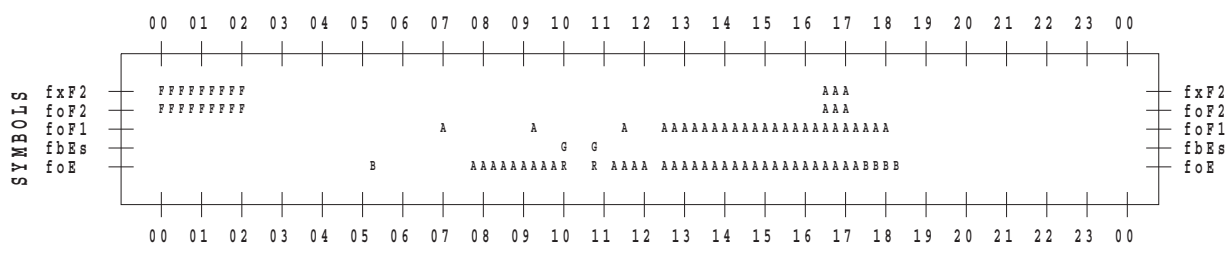 00 01 02 03 04 05 06 07 08 09 10 11 12 13 14 15 16 17 18 19 20 21 22 23 00
SYMBOLS
fxF2 FFFFFFFFF AAA fxF2
foF2 FFFFFFFFF AAA foF2
foF1 A A A AAAAAAAAAAAAAAAAAAAAAAA foF1
fbEs G G fbEs
foE B AAAAAAAAAR R AAAA AAAAAAAAAAAAAAAAAAAABBBB foE
00 01 02 03 04 05 06 07 08 09 10 11 12 13 14 15 16 17 18 19 20 21 22 23 00